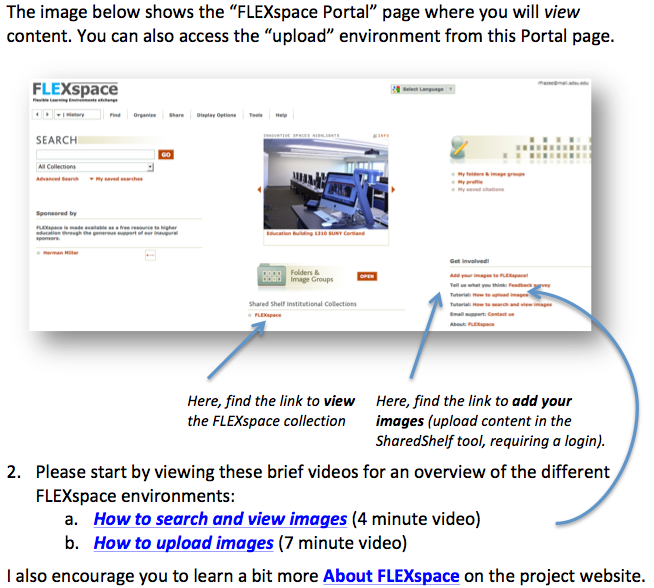 The image below shows the “FLEXspace Portal” page where you will view
content. You can also access the “upload” environment from this Portal page.
FLEXspace
Flexible Learning Environments eXchange
Select Language
History Find Organize Share Display Options Tools Help
SEARCH
GO
All Collections
Advanced Search My saved searches
Sponsored by
FLEXspace is made available as a free resource to higher
education through the generous support of our inaugural
sponsors.
Herman Miller
INNOVATIVE SPACES HIGHLIGHTS INFO
Education Building 1310 SUNY Cortland
Folders &
Image Groups
OPEN
Shared Shelf Institutional Collections
FLEXspace
My folders & image groups
My profile
My saved citations
Get involved!
Add your images to FLEXspace!
Tell us what you think: Feedback survey
Tutorial: How to upload images
Tutorial: How to search and view images
Email support: Contact us
About: FLEXspace
Here, find the link to view
the FLEXspace collection
Here, find the link to add your
images (upload content in the
SharedShelf tool, requiring a login).
2. Please start by viewing these brief videos for an overview of the different
FLEXspace environments:
a. How to search and view images (4 minute video)
b. How to upload images (7 minute video)
I also encourage you to learn a bit more About FLEXspace on the project website.